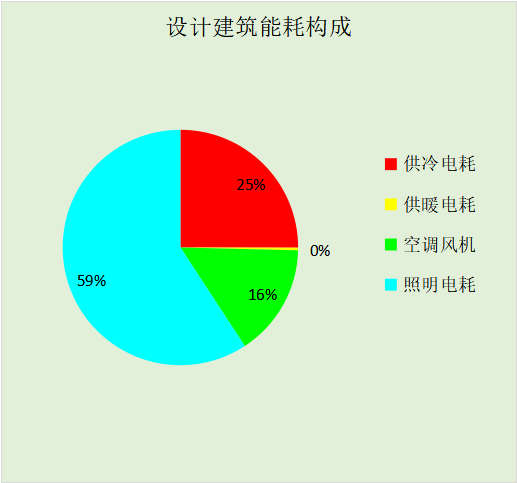 设计建筑能耗构成
25%
0%
16%
59%
供冷电耗
供暖电耗
空调风机
照明电耗